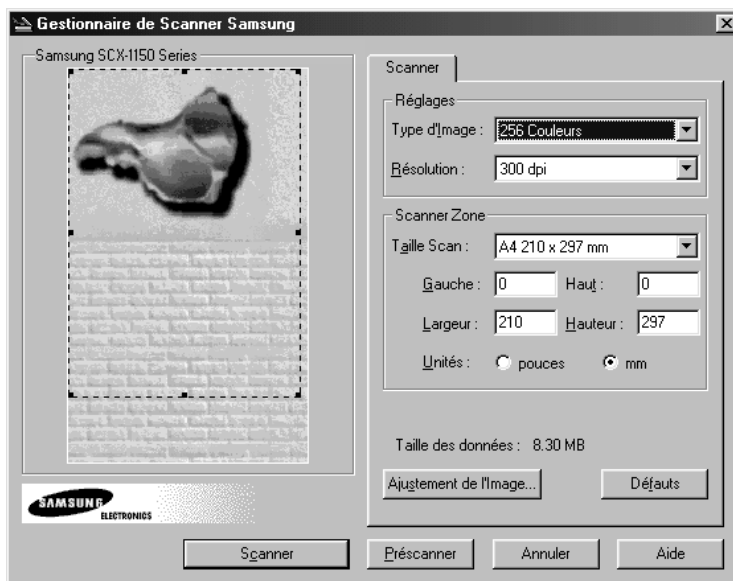 Gestionnaire de Scanner Samsung
Samsung SCX-1150 Series
Scanner
Réglages
Type d'Image : 256 Couleurs
Résolution : 300 dpi
Scanner Zone
Taille Scan : A4 210 x 297 mm
Gauche : 0 Haut : 0
Largeur : 210 Hauteur : 297
Unités : pouces mm
Taille des données : 8.30 MB
Ajustement de l'Image... Défauts
SAMSUNG
ELECTRONICS
Scanner Préscanner Annuler Aide